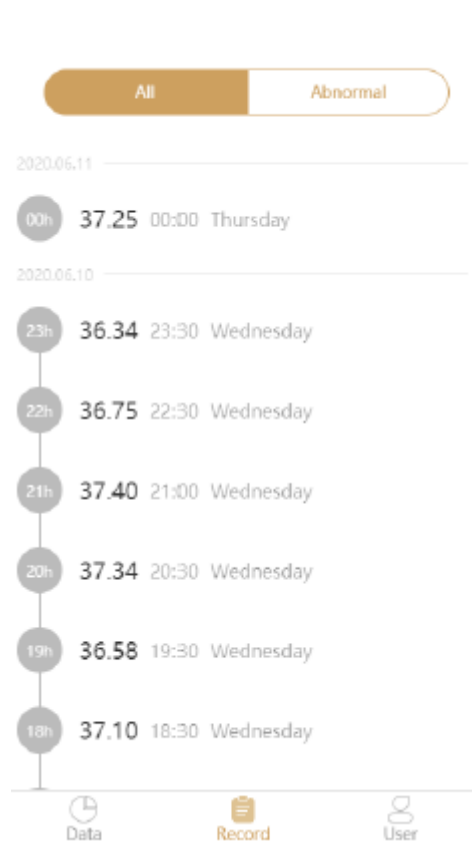 All Abnormal
2020.06.11
00h 37.25 00:00 Thursday
2020.06.10
23h 36.34 23:30 Wednesday
22h 36.75 22:30 Wednesday
21h 37.40 21:00 Wednesday
20h 37.34 20:30 Wednesday
19h 36.58 19:30 Wednesday
18h 37.10 18:30 Wednesday
Data Record User